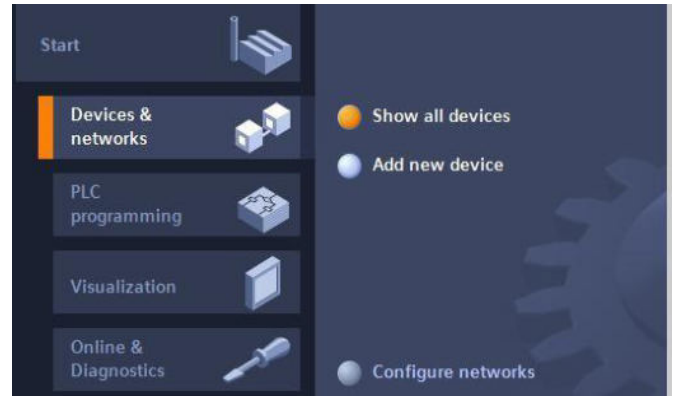 Start
Devices &
networks
PLC
programming
Visualization
Online &
Diagnostics
Show all devices
Add new device
Configure networks